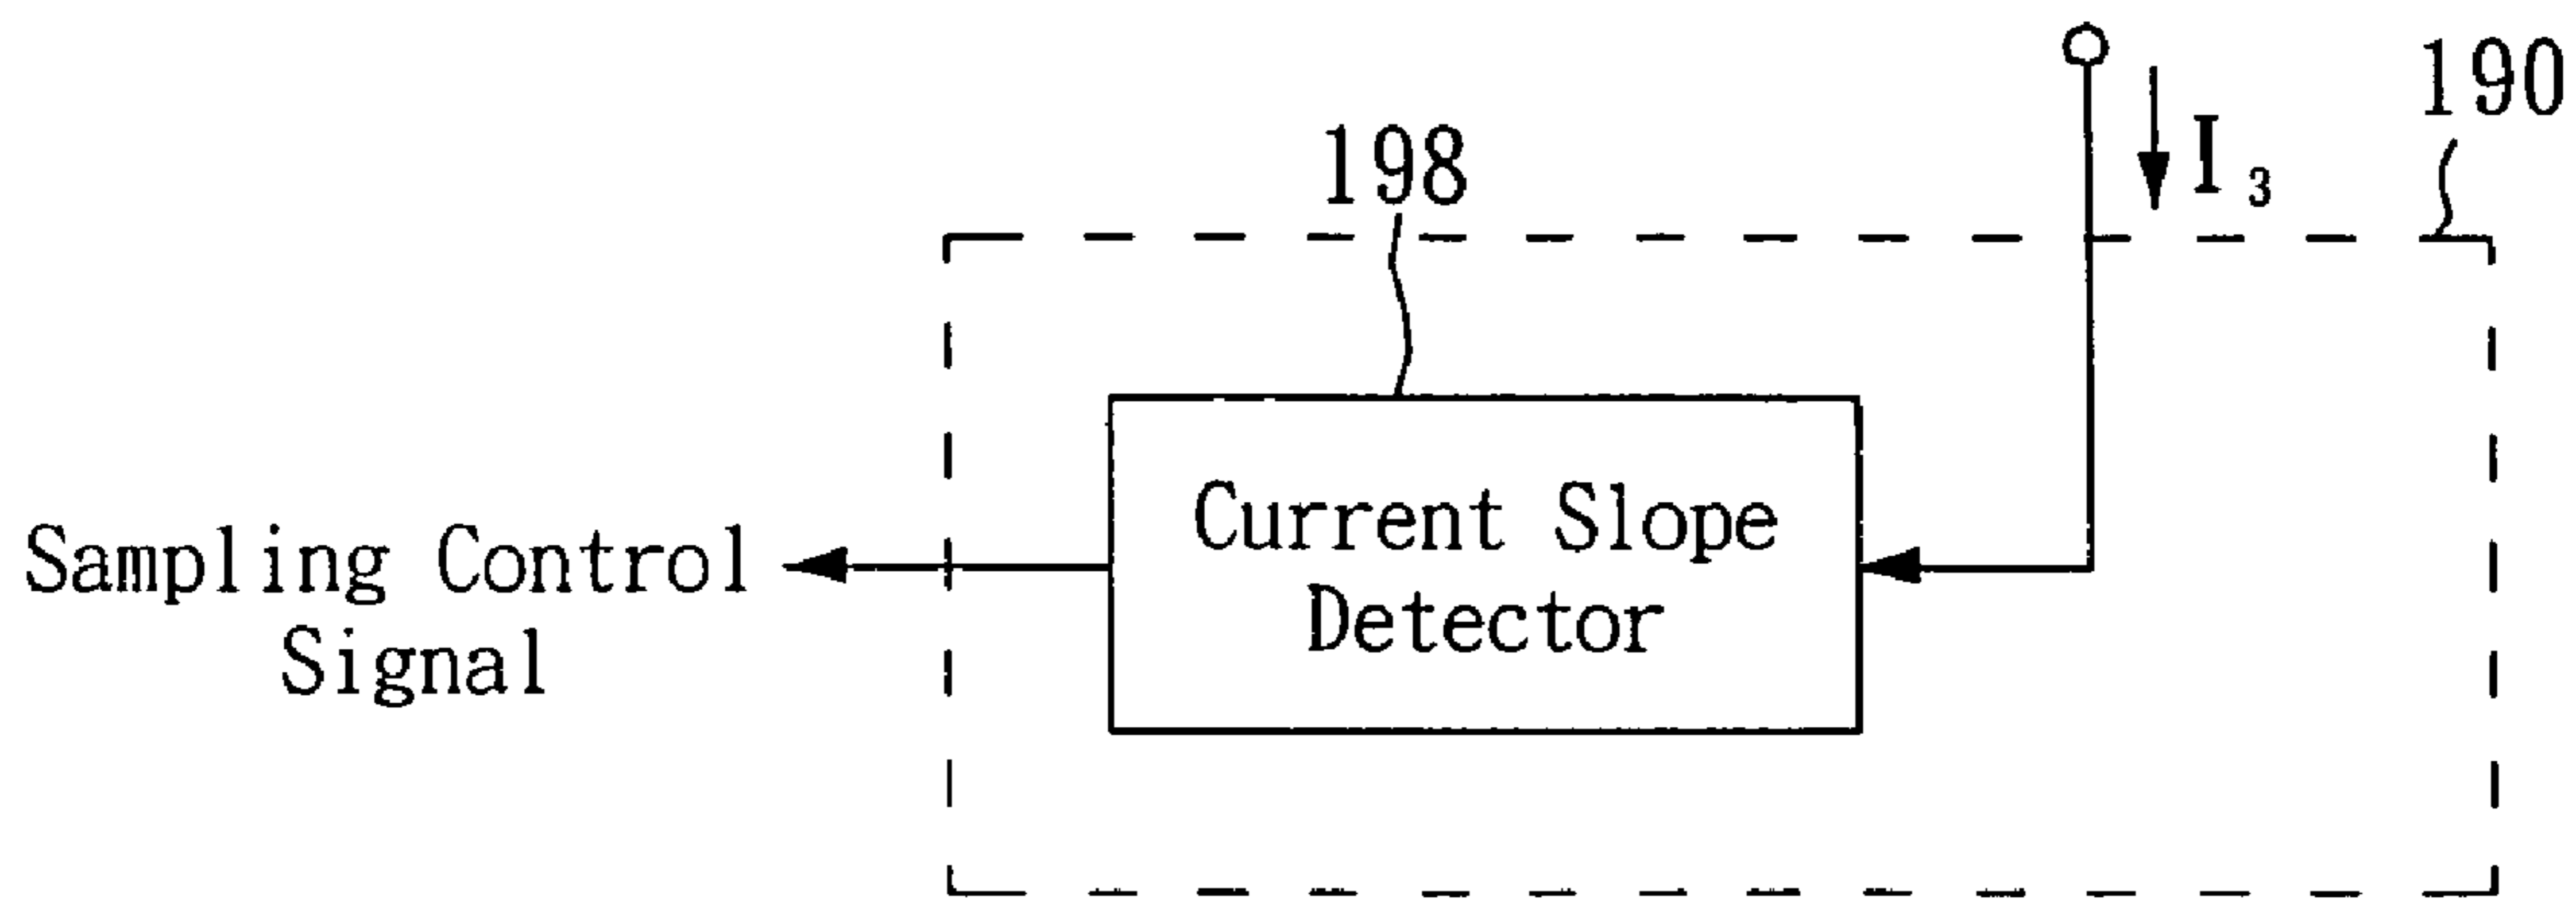 190
I3
198
Current Slope
Detector
Sampling Control
Signal